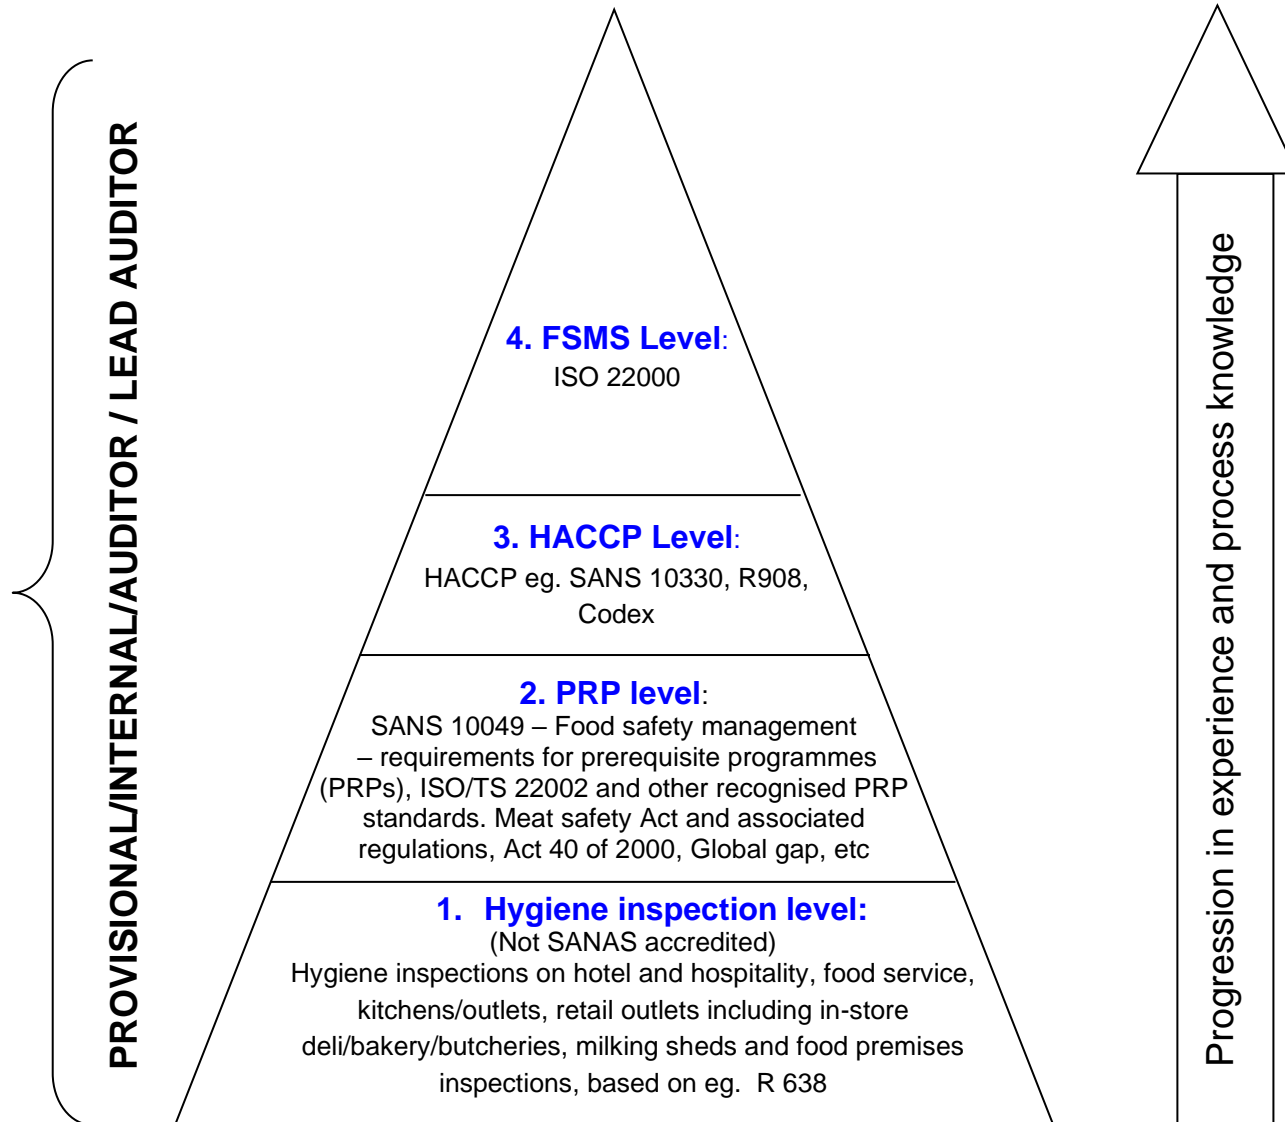 PROVISIONAL/INTERNAL/AUDITOR / LEAD AUDITOR
4. FSMS Level:
ISO 22000
3. HACCP Level:
HACCP eg. SANS 10330, R908,
Codex
2. PRP level:
SANS 10049 – Food safety management
– requirements for prerequisite programmes
(PRPs), ISO/TS 22002 and other recognised PRP
standards. Meat safety Act and associated
regulations, Act 40 of 2000, Global gap, etc
1. Hygiene inspection level:
(Not SANAS accredited)
Hygiene inspections on hotel and hospitality, food service,
kitchens/outlets, retail outlets including in-store
deli/bakery/butcheries, milking sheds and food premises
inspections, based on eg. R 638
Progression in experience and process knowledge